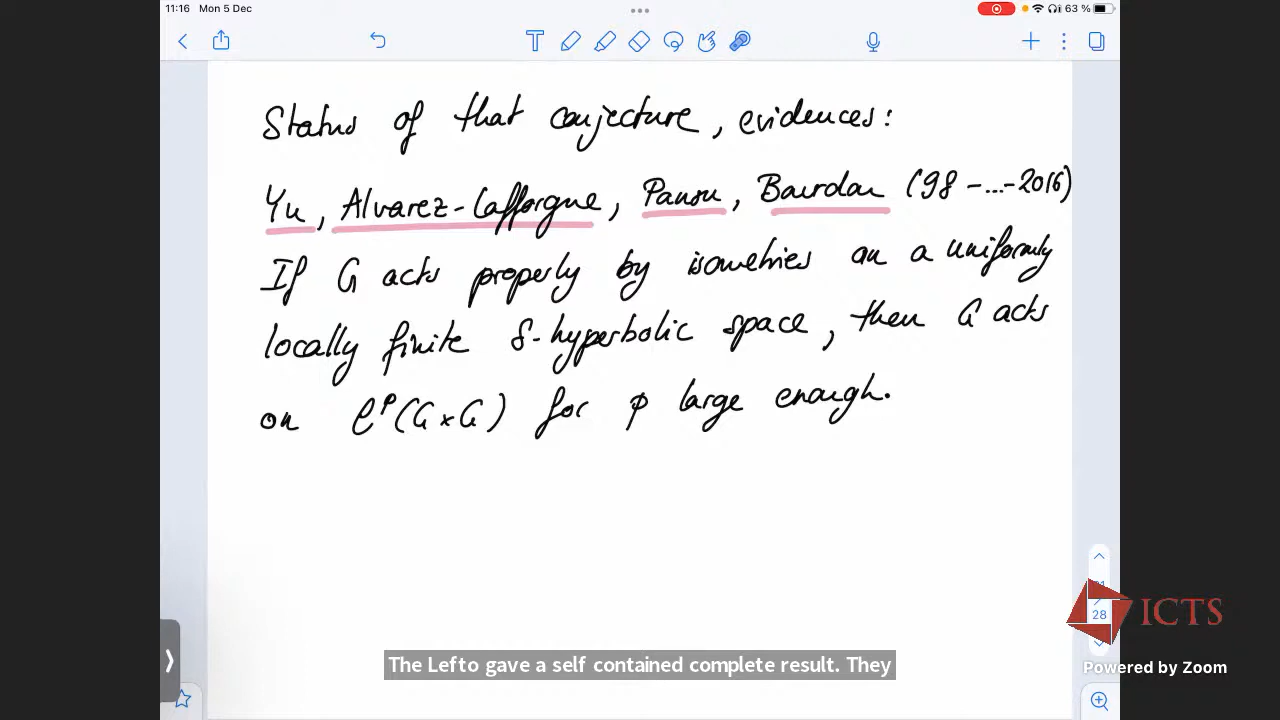 11:16 Mon 5 Dec
63 %
Status of that conjecture, evidences:
Yu, Alvarez-Lafforgue, Pansu, Bourdon (98 -...-2016)
If G acts properly by isometries on a uniformly
locally finite δ-hyperbolic space, then G acts
on ℓᵖ(G×G) for p large enough.
28
ICTS
Powered by Zoom
The Lefto gave a self contained complete result. They